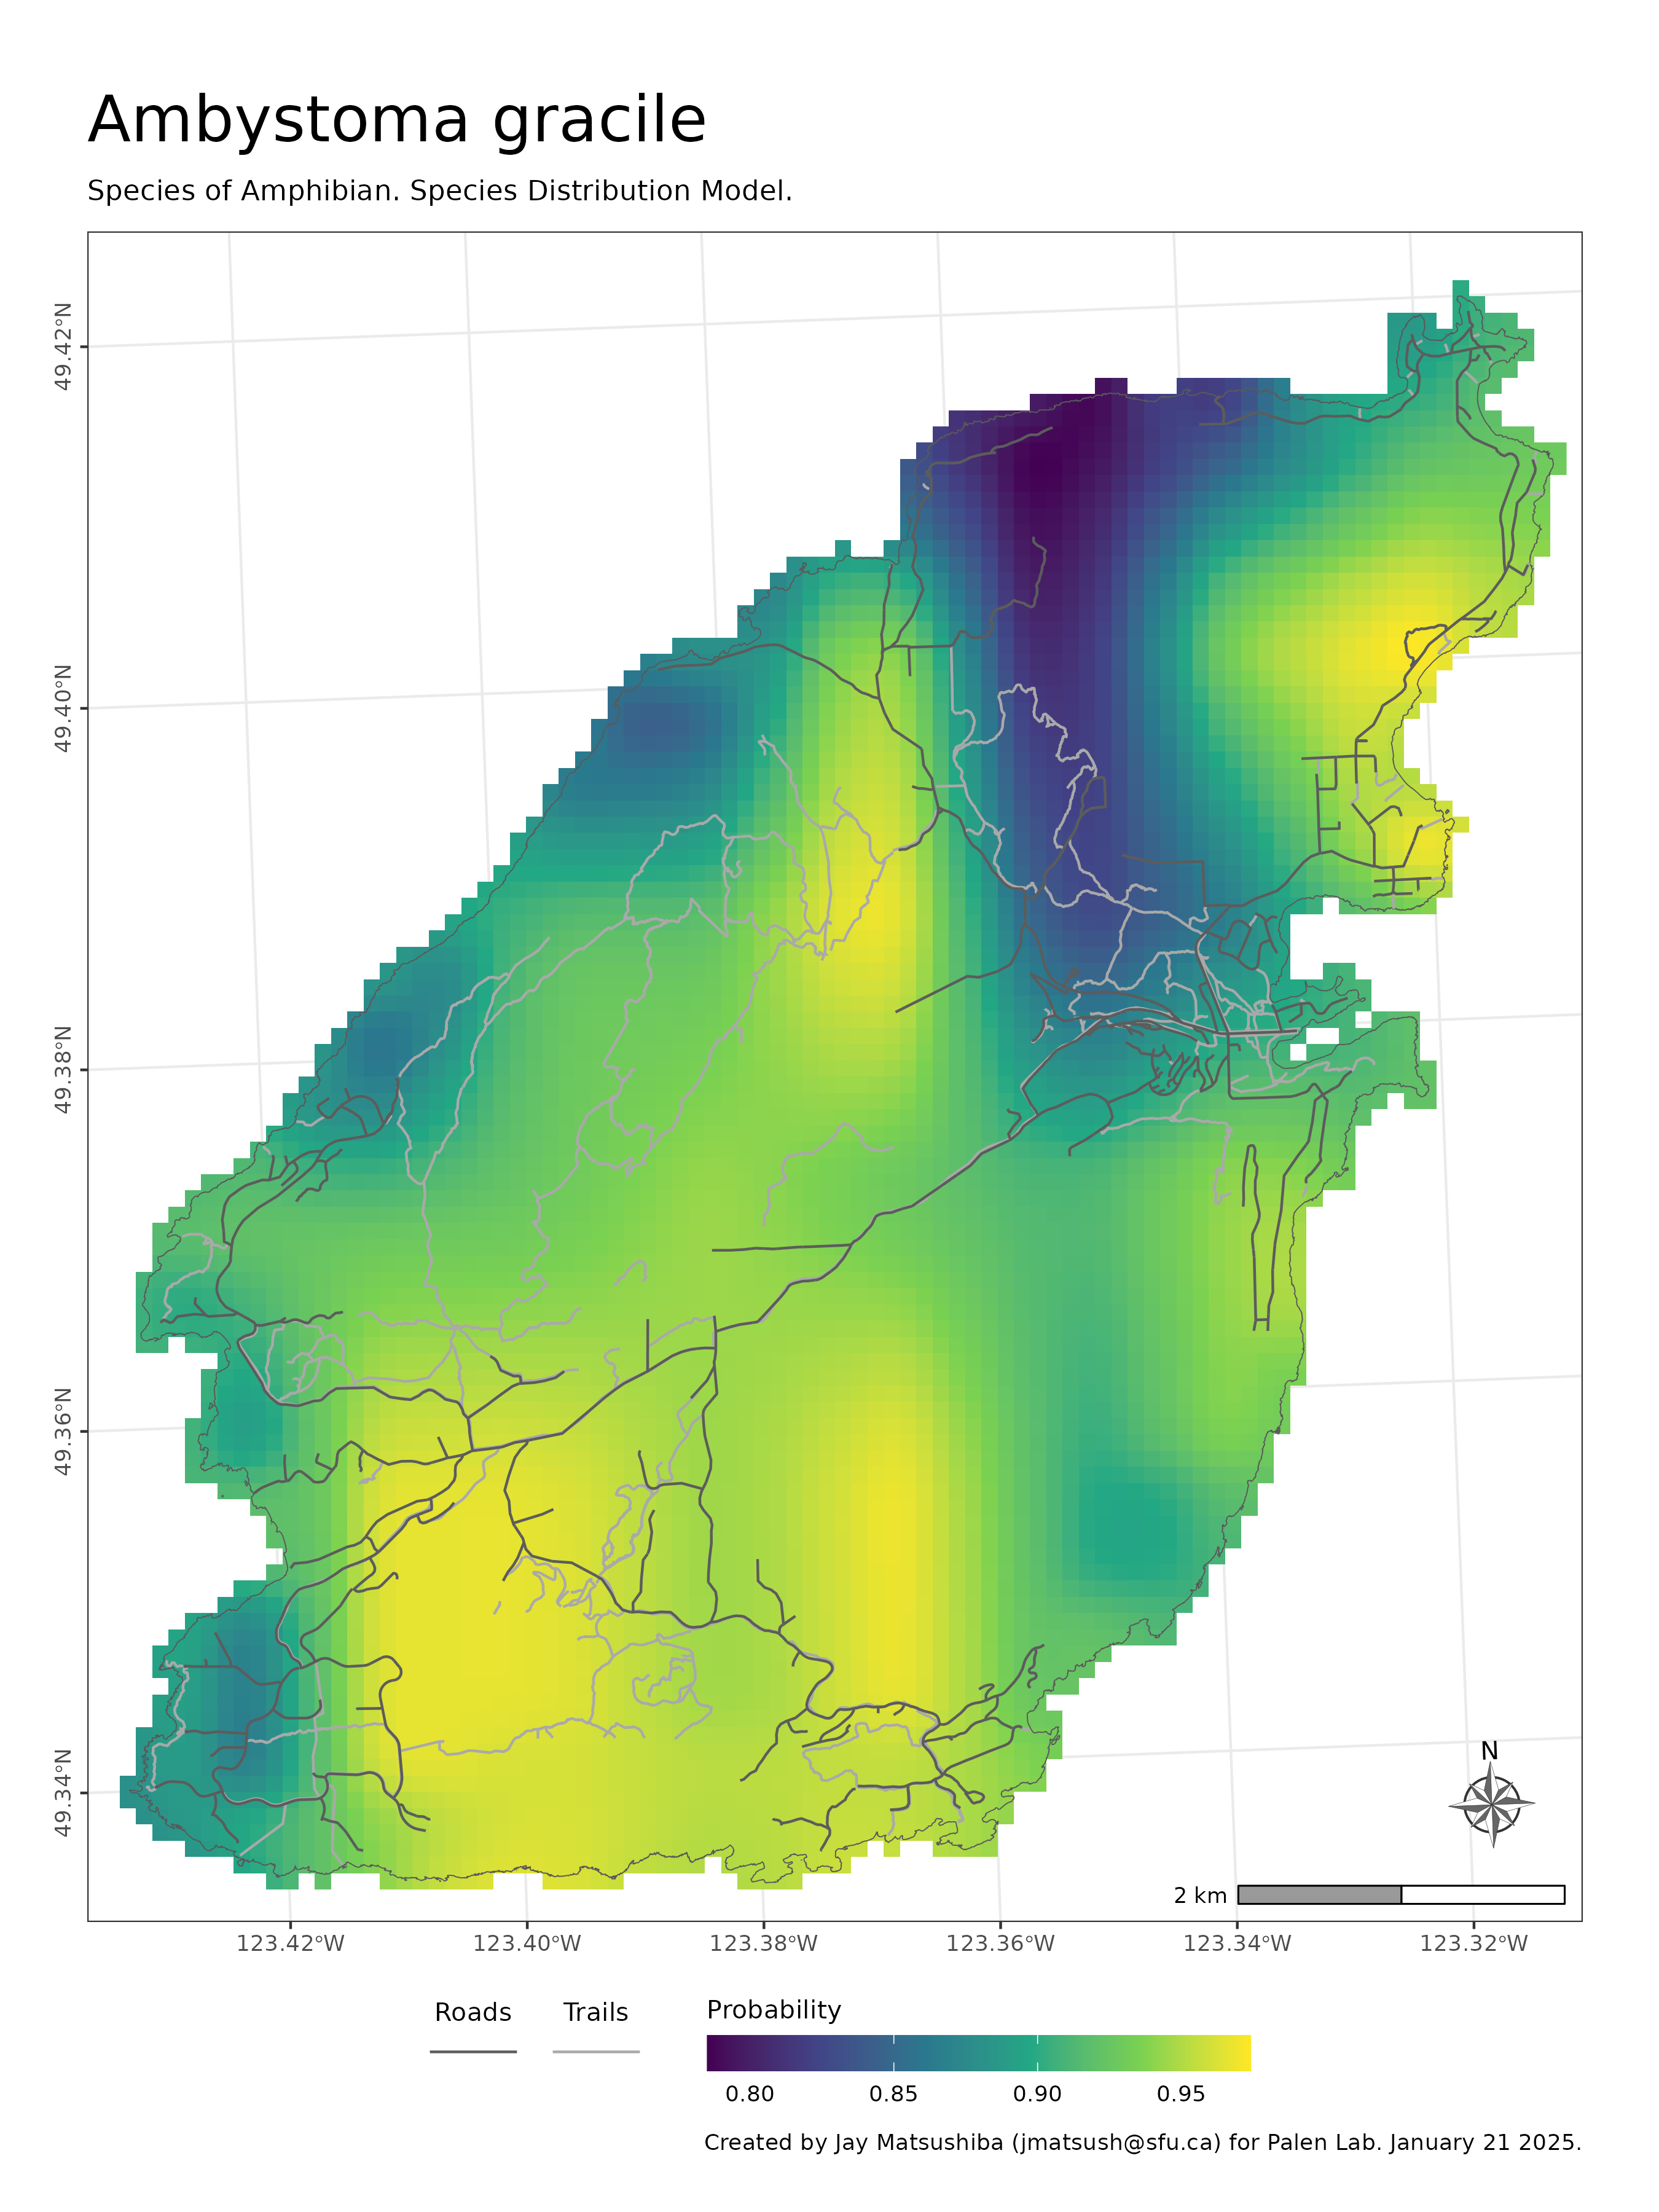 Ambystoma gracile
Species of Amphibian. Species Distribution Model.
49.42°N
49.40°N
49.38°N
49.36°N
49.34°N
N
2 km
123.42°W 123.40°W 123.38°W 123.36°W 123.34°W 123.32°W
Roads Trails Probability
0.80 0.85 0.90 0.95
Created by Jay Matsushiba (jmatsush@sfu.ca) for Palen Lab. January 21 2025.